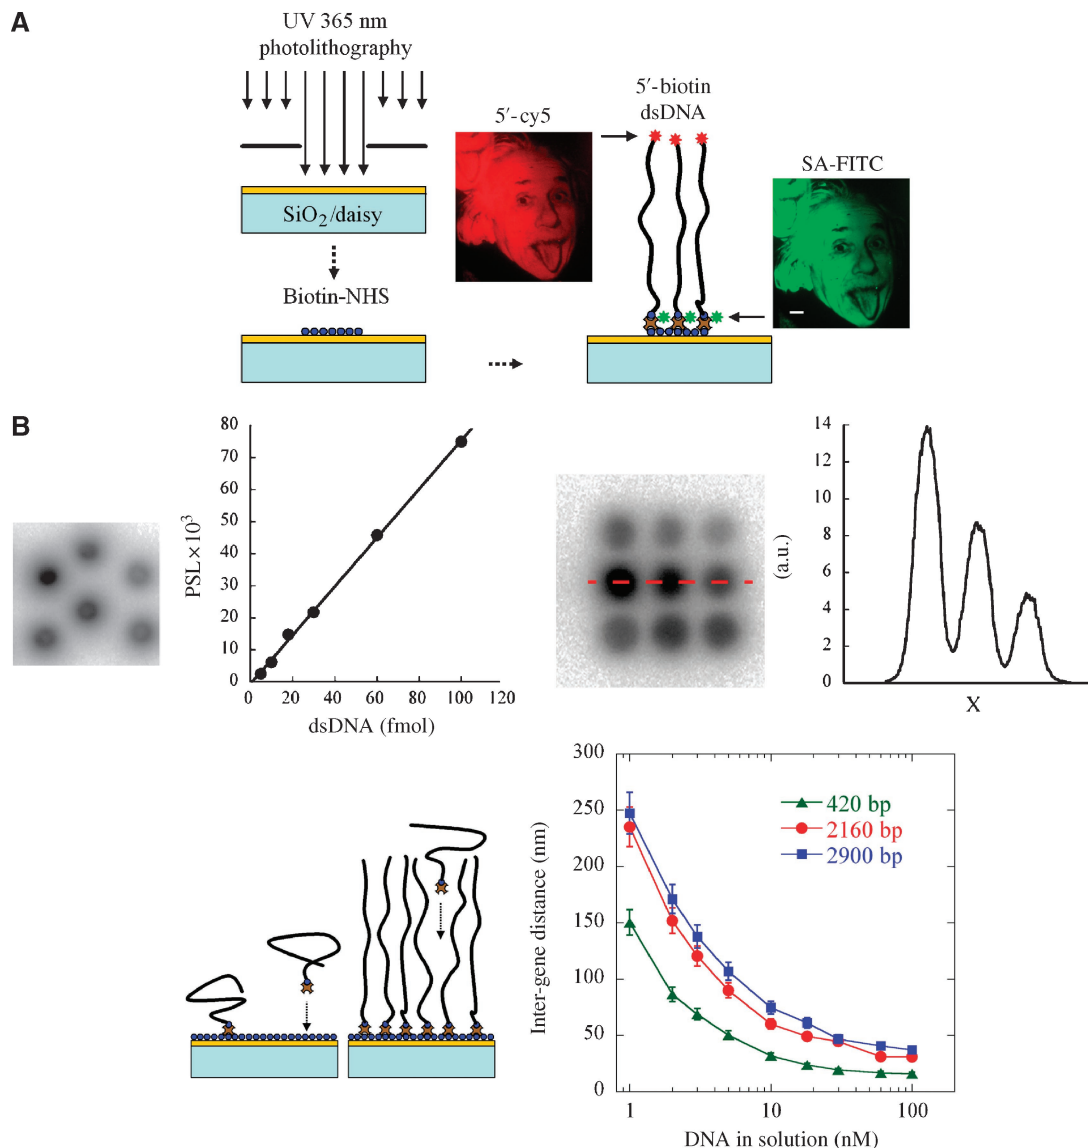 A
UV 365 nm
photolithography
SiO2/daisy
Biotin-NHS
5′-cy5
5′-biotin
dsDNA
SA-FITC
B
PSL × 10³
80
70
60
50
40
30
20
10
0
20 40 60 80 100 120
dsDNA (fmol)
(a.u.)
14
12
10
8
6
4
2
0
X
Inter-gene distance (nm)
300
250
200
150
100
50
0
420 bp
2160 bp
2900 bp
1 10 100
DNA in solution (nM)